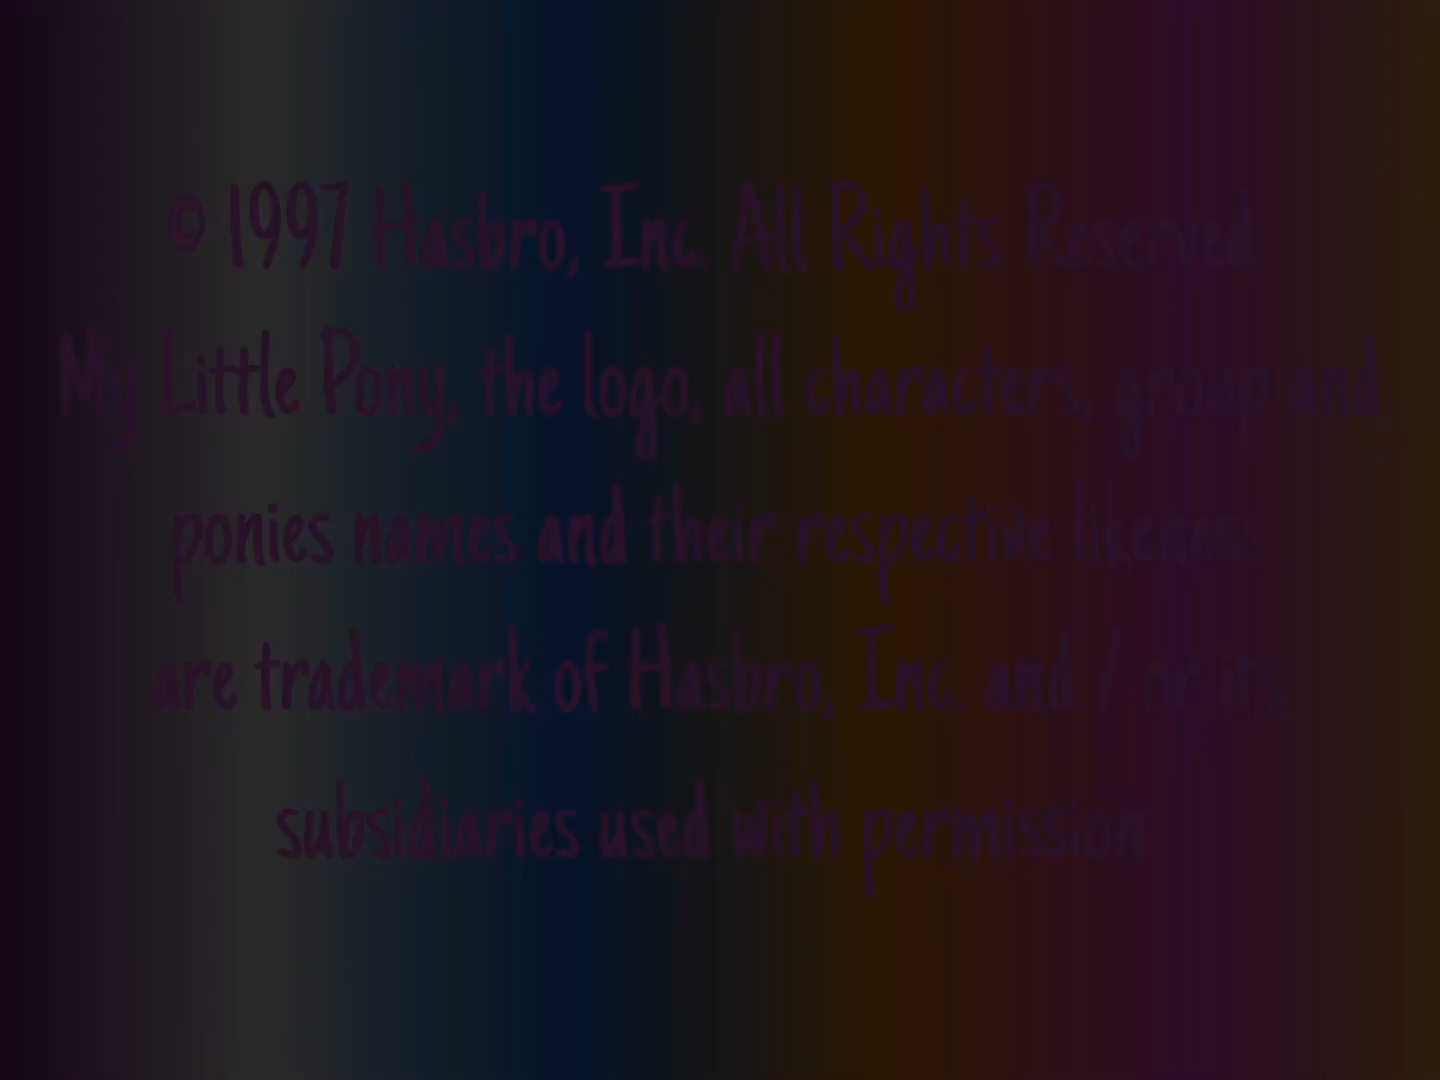 © 1997 Hasbro, Inc. All Rights Reserved
My Little Pony, the logo, all characters, group and
ponies names and their respective likeness
are trademark of Hasbro, Inc. and / or its
subsidiaries used with permission